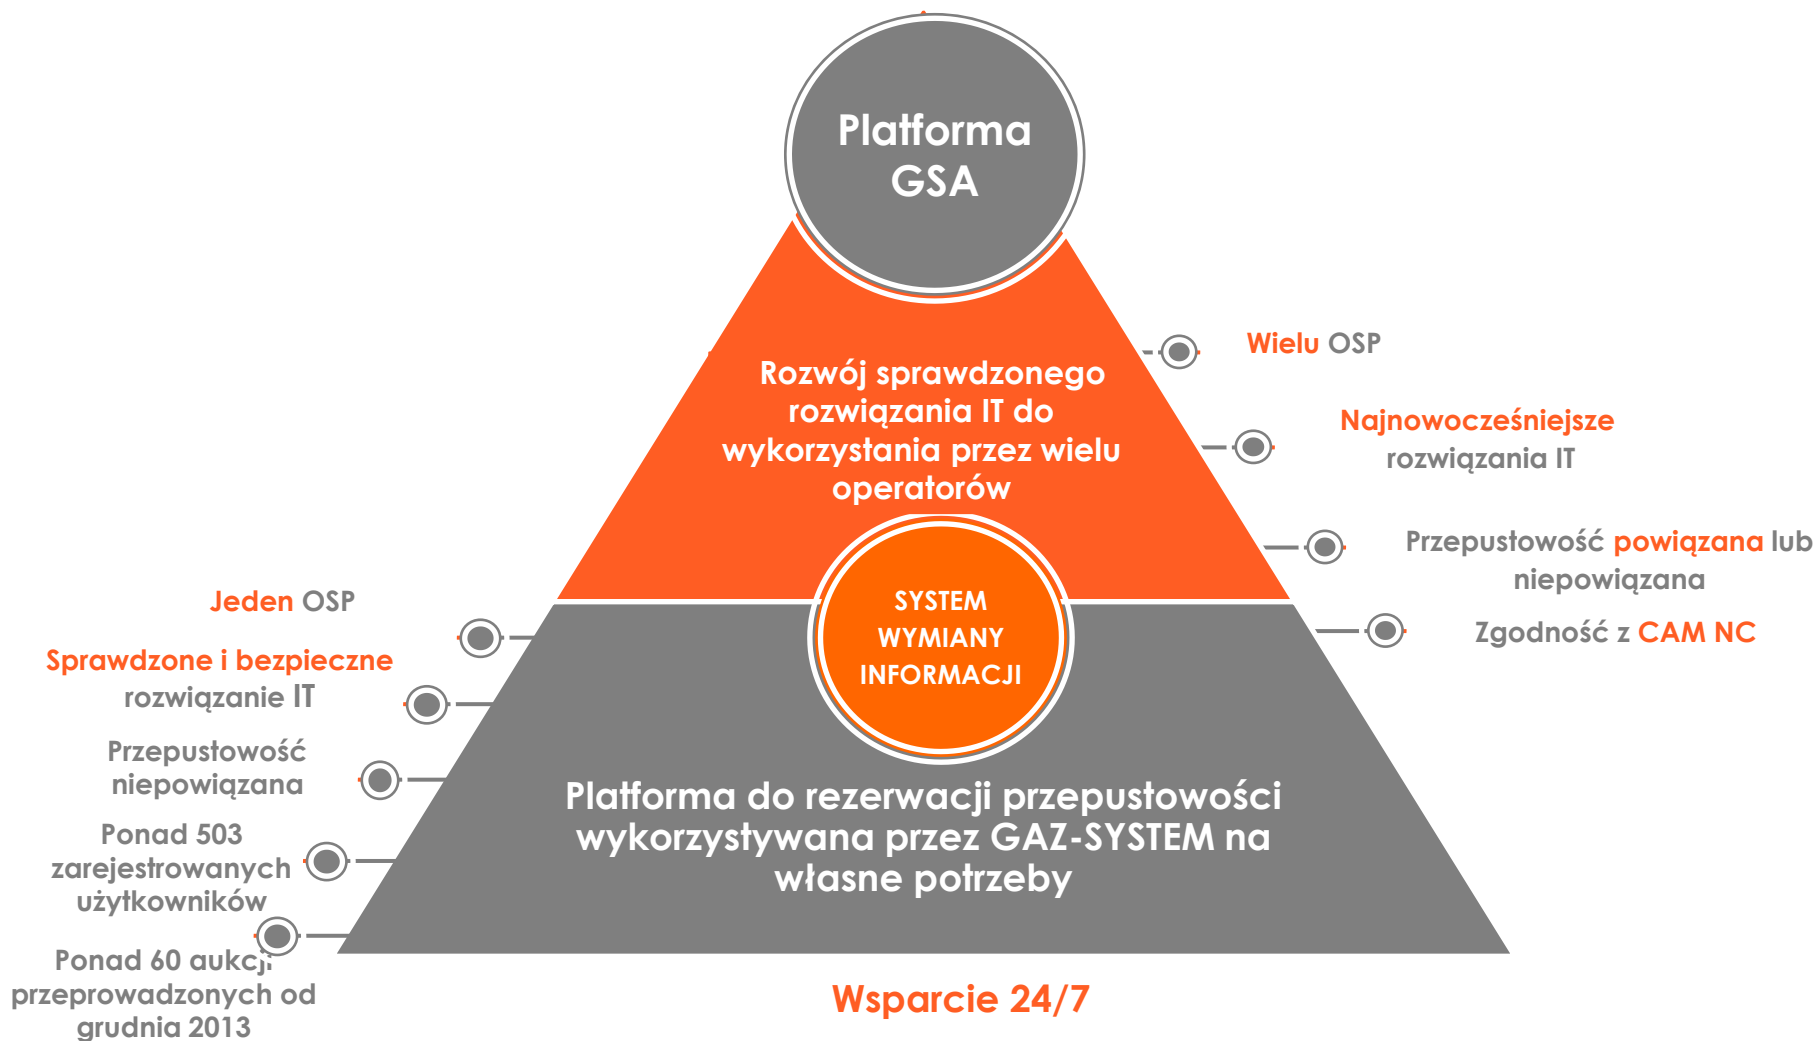 Platforma
GSA
Rozwój sprawdzonego
rozwiązania IT do
wykorzystania przez wielu
operatorów
Wielu OSP
Najnowocześniejsze
rozwiązania IT
Przepustowość powiązana lub
niepowiązana
Zgodność z CAM NC
SYSTEM
WYMIANY
INFORMACJI
Jeden OSP
Sprawdzone i bezpieczne
rozwiązanie IT
Przepustowość
niepowiązana
Ponad 503
zarejestrowanych
użytkowników
Ponad 60 aukcji
przeprowadzonych od
grudnia 2013
Platforma do rezerwacji przepustowości
wykorzystywana przez GAZ-SYSTEM na
własne potrzeby
Wsparcie 24/7